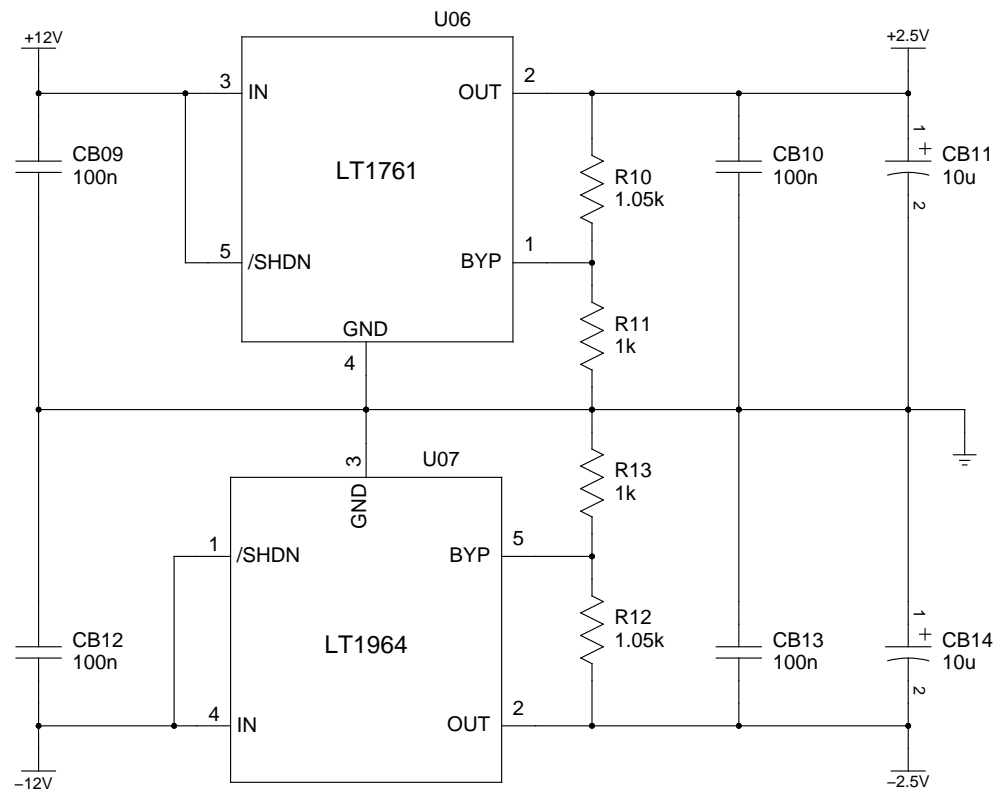 U06
+12V
+2.5V
3
IN
OUT
2
CB09
100n
LT1761
R10
1.05k
CB10
100n
1
+
CB11
10u
2
5
/SHDN
BYP
1
GND
4
R11
1k
3
GND
U07
R13
1k
1
/SHDN
BYP
5
CB12
100n
LT1964
R12
1.05k
CB13
100n
1
+
CB14
10u
2
4
IN
OUT
2
−12V
−2.5V